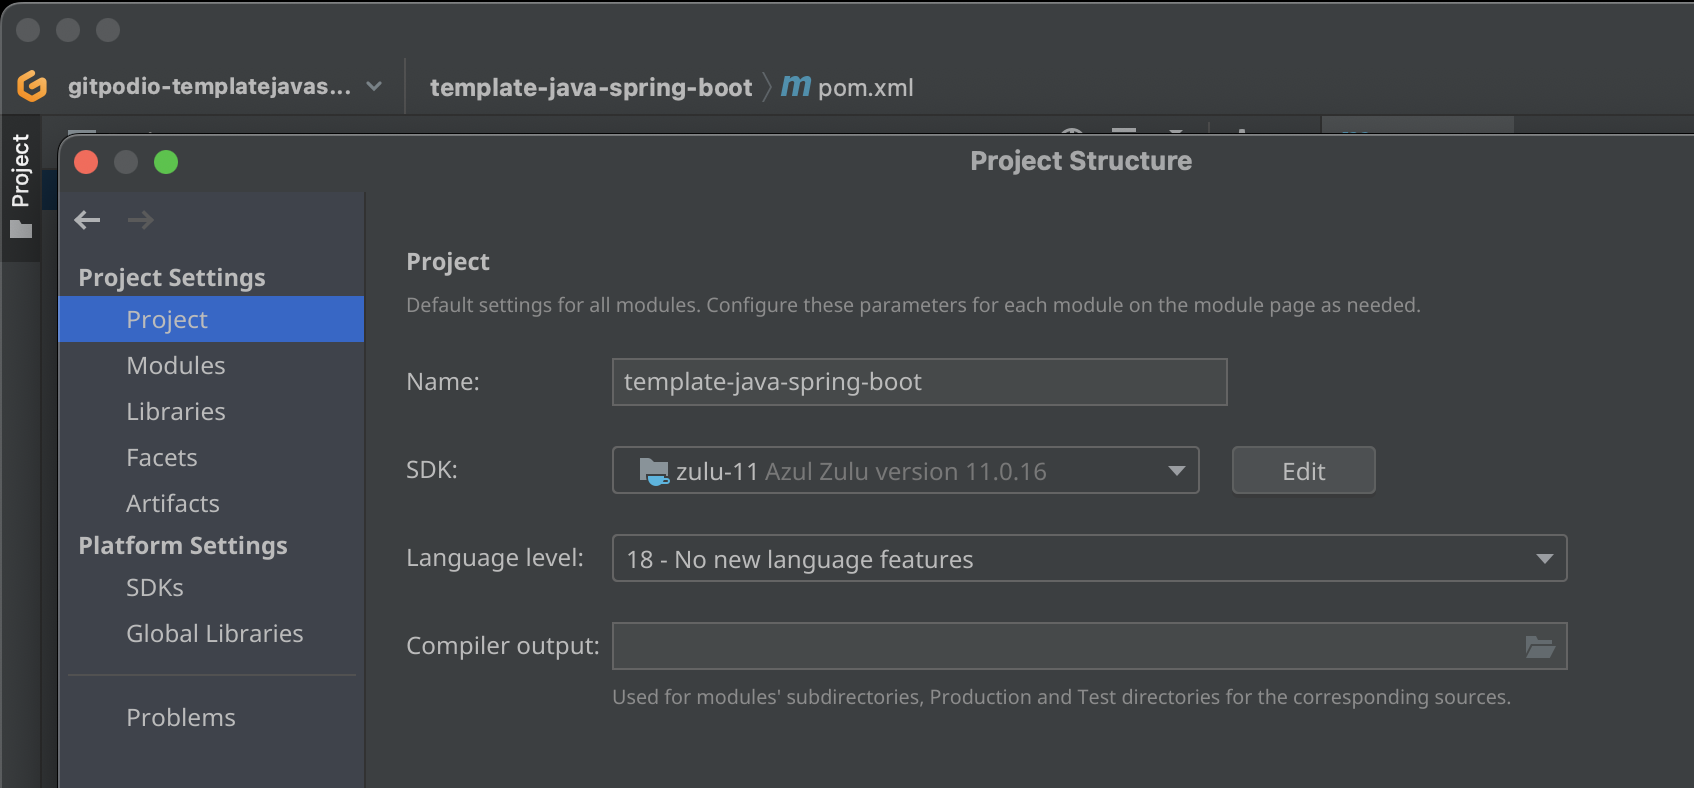 gitpodio-templatejavas...
template-java-spring-boot
m pom.xml
Project
Project Structure
Project Settings
Project
Modules
Libraries
Facets
Artifacts
Platform Settings
SDKs
Global Libraries
Problems
Project
Default settings for all modules. Configure these parameters for each module on the module page as needed.
Name: template-java-spring-boot
SDK: zulu-11 Azul Zulu version 11.0.16 Edit
Language level: 18 - No new language features
Compiler output:
Used for modules' subdirectories, Production and Test directories for the corresponding sources.